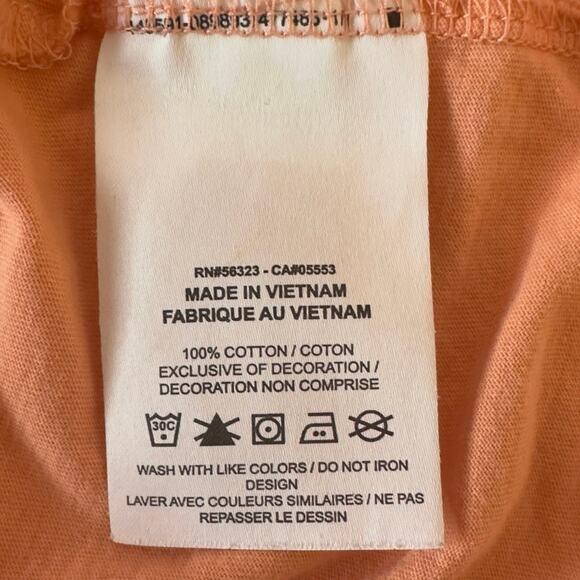 RN#56323 - CA#05553
MADE IN VIETNAM
FABRIQUE AU VIETNAM
100% COTTON / COTON
EXCLUSIVE OF DECORATION /
DECORATION NON COMPRISE
30C
WASH WITH LIKE COLORS / DO NOT IRON
DESIGN
LAVER AVEC COULEURS SIMILAIRES / NE PAS
REPASSER LE DESSIN